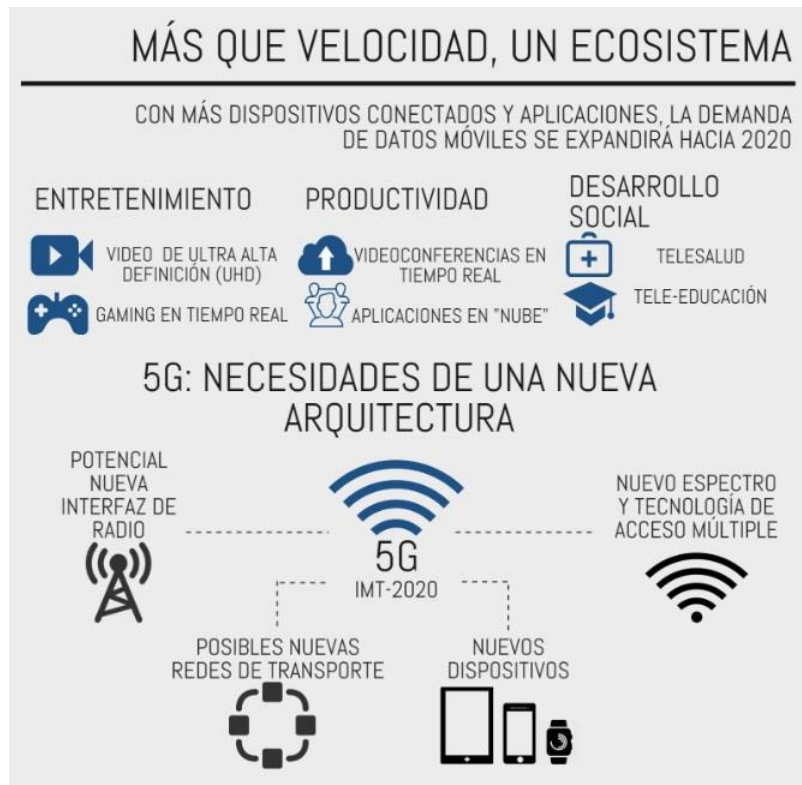 MÁS QUE VELOCIDAD, UN ECOSISTEMA
CON MÁS DISPOSITIVOS CONECTADOS Y APLICACIONES, LA DEMANDA
DE DATOS MÓVILES SE EXPANDIRÁ HACIA 2020
ENTRETENIMIENTO
VIDEO DE ULTRA ALTA
DEFINICIÓN (UHD)
GAMING EN TIEMPO REAL
PRODUCTIVIDAD
VIDEOCONFERENCIAS EN
TIEMPO REAL
APLICACIONES EN "NUBE"
DESARROLLO
SOCIAL
TELESALUD
TELE-EDUCACIÓN
5G: NECESIDADES DE UNA NUEVA
ARQUITECTURA
POTENCIAL
NUEVA
INTERFAZ DE
RADIO
5G
IMT-2020
NUEVO ESPECTRO
Y TECNOLOGÍA DE
ACCESO MÚLTIPLE
POSIBLES NUEVAS
REDES DE TRANSPORTE
NUEVOS
DISPOSITIVOS